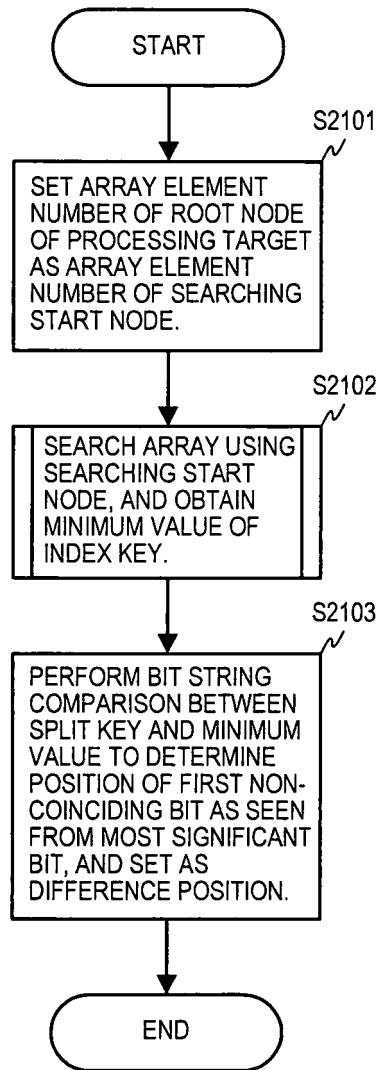 START
S2101
SET ARRAY ELEMENT
NUMBER OF ROOT NODE
OF PROCESSING TARGET
AS ARRAY ELEMENT
NUMBER OF SEARCHING
START NODE.
S2102
SEARCH ARRAY USING
SEARCHING START
NODE, AND OBTAIN
MINIMUM VALUE OF
INDEX KEY.
S2103
PERFORM BIT STRING
COMPARISON BETWEEN
SPLIT KEY AND MINIMUM
VALUE TO DETERMINE
POSITION OF FIRST NON-
COINCIDING BIT AS SEEN
FROM MOST SIGNIFICANT
BIT, AND SET AS
DIFFERENCE POSITION.
END